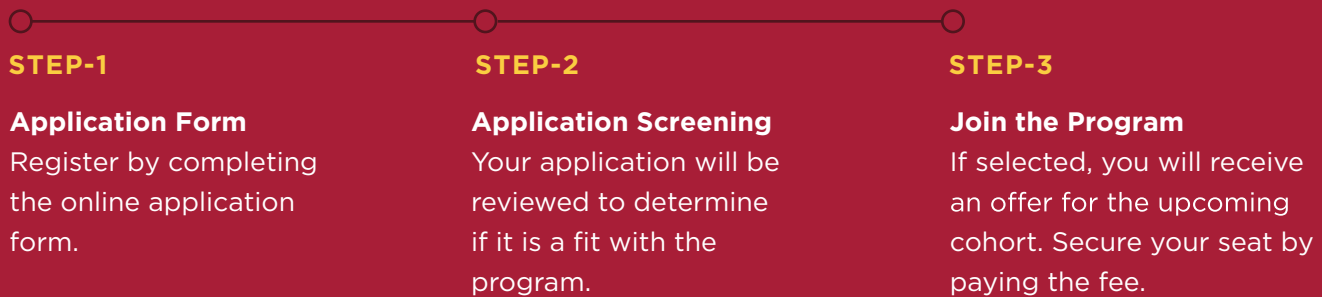 STEP-1
Application Form
Register by completing
the online application
form.
STEP-2
Application Screening
Your application will be
reviewed to determine
if it is a fit with the
program.
STEP-3
Join the Program
If selected, you will receive
an offer for the upcoming
cohort. Secure your seat by
paying the fee.